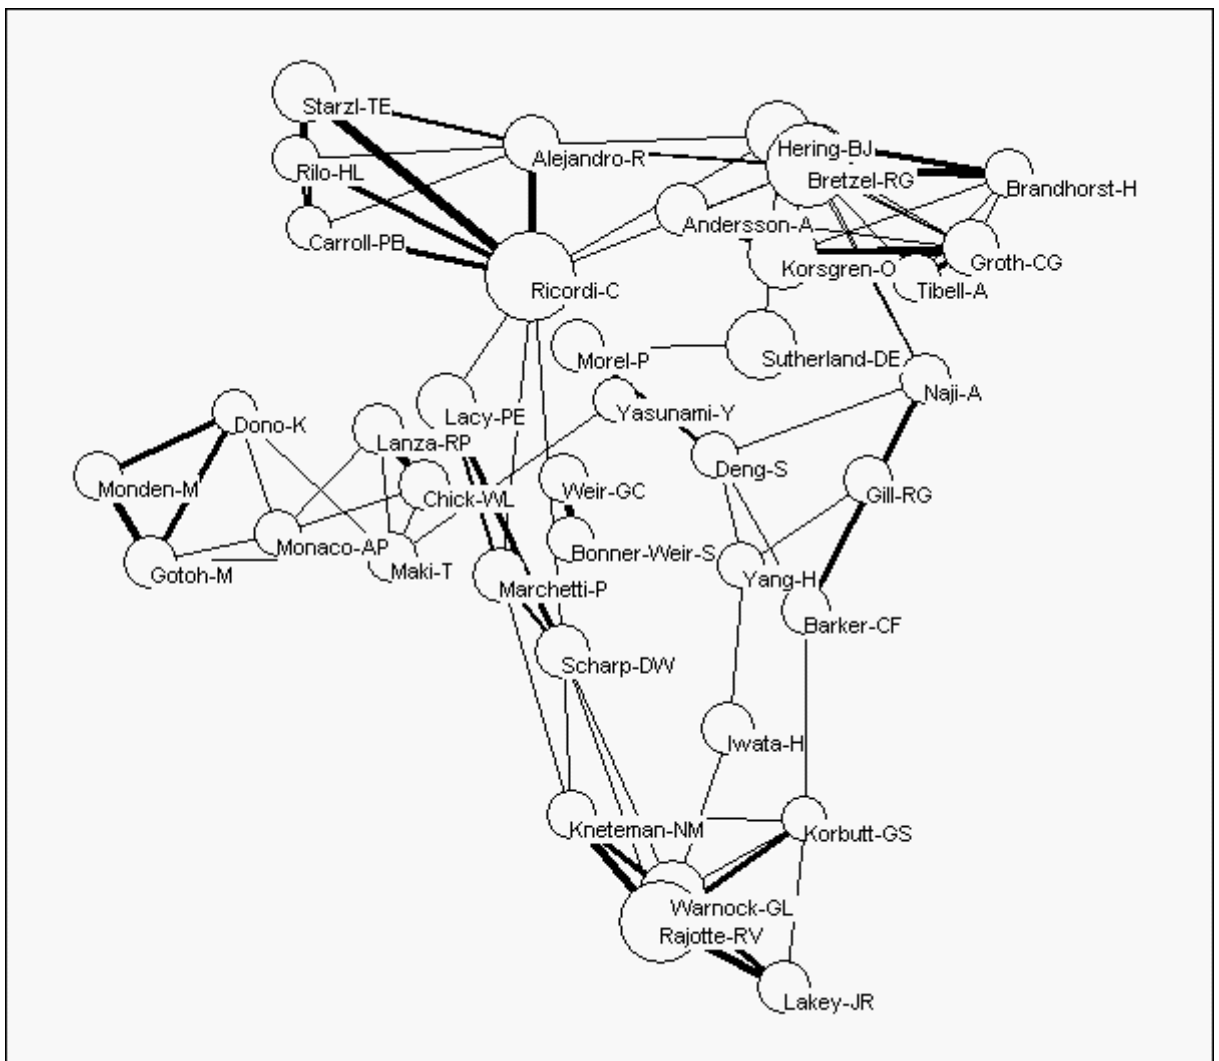 Starzl-TE
Hering-BJ
Alejandro-R
Rilo-HL
Bretzel-RG
Brandhorst-H
Andersson-A
Carroll-PB
Groth-CG
Korsgren-O
Ricordi-C
Tibell-A
Morel-P
Sutherland-DE
Naji-A
Yasunami-Y
Lacy-PE
Dono-K
Lanza-RP
Deng-S
Monden-M
Weir-GC
Gill-RG
Chick-WL
Monaco-AP
Bonner-Weir-S
Maki-T
Gotoh-M
Yang-H
Marchetti-P
Barker-CF
Scharp-DW
Iwata-H
Kneteman-NM
Korbutt-GS
Warnock-GL
Rajotte-RV
Lakey-JR